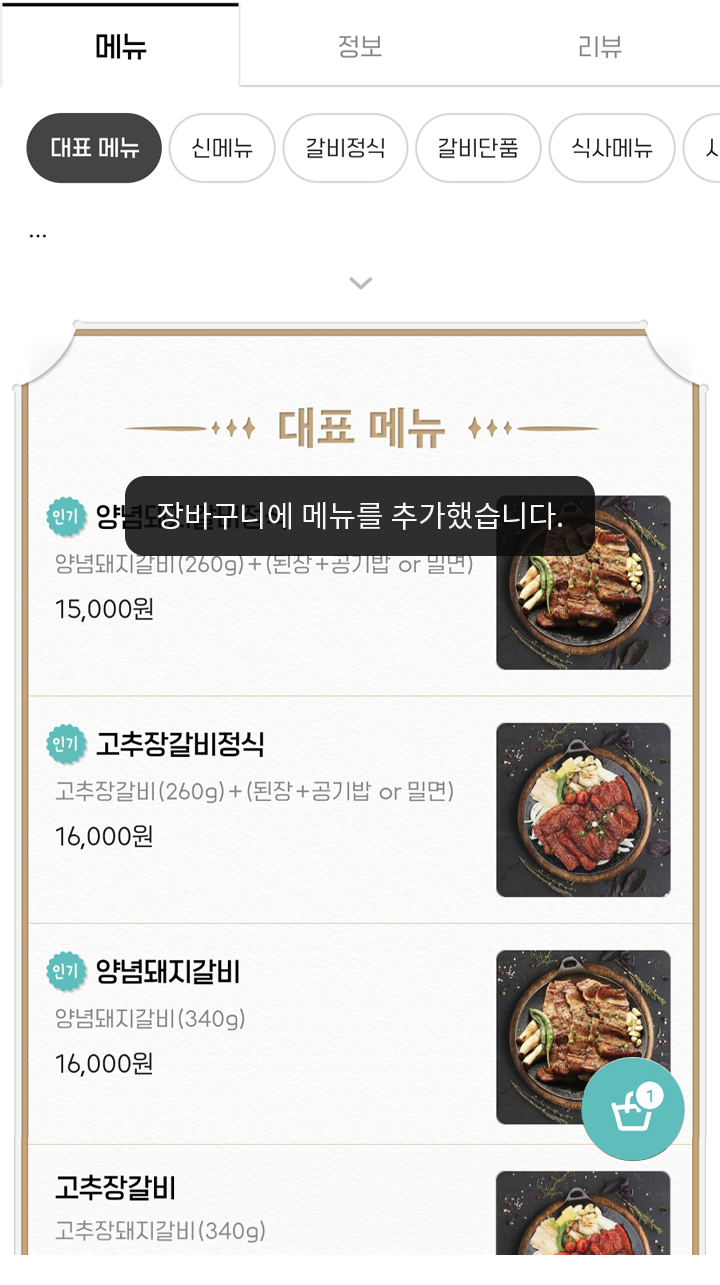 메뉴
정보
리뷰
대표 메뉴
신메뉴
갈비정식
갈비단품
식사메뉴
...
대표 메뉴
장바구니에 메뉴를 추가했습니다.
인기
양념돼지갈비(260g)+(된장+공기밥 or 밀면)
15,000원
인기 고추장갈비정식
고추장갈비(260g)+(된장+공기밥 or 밀면)
16,000원
인기 양념돼지갈비
양념돼지갈비(340g)
16,000원
1
고추장갈비
고추장돼지갈비(340g)